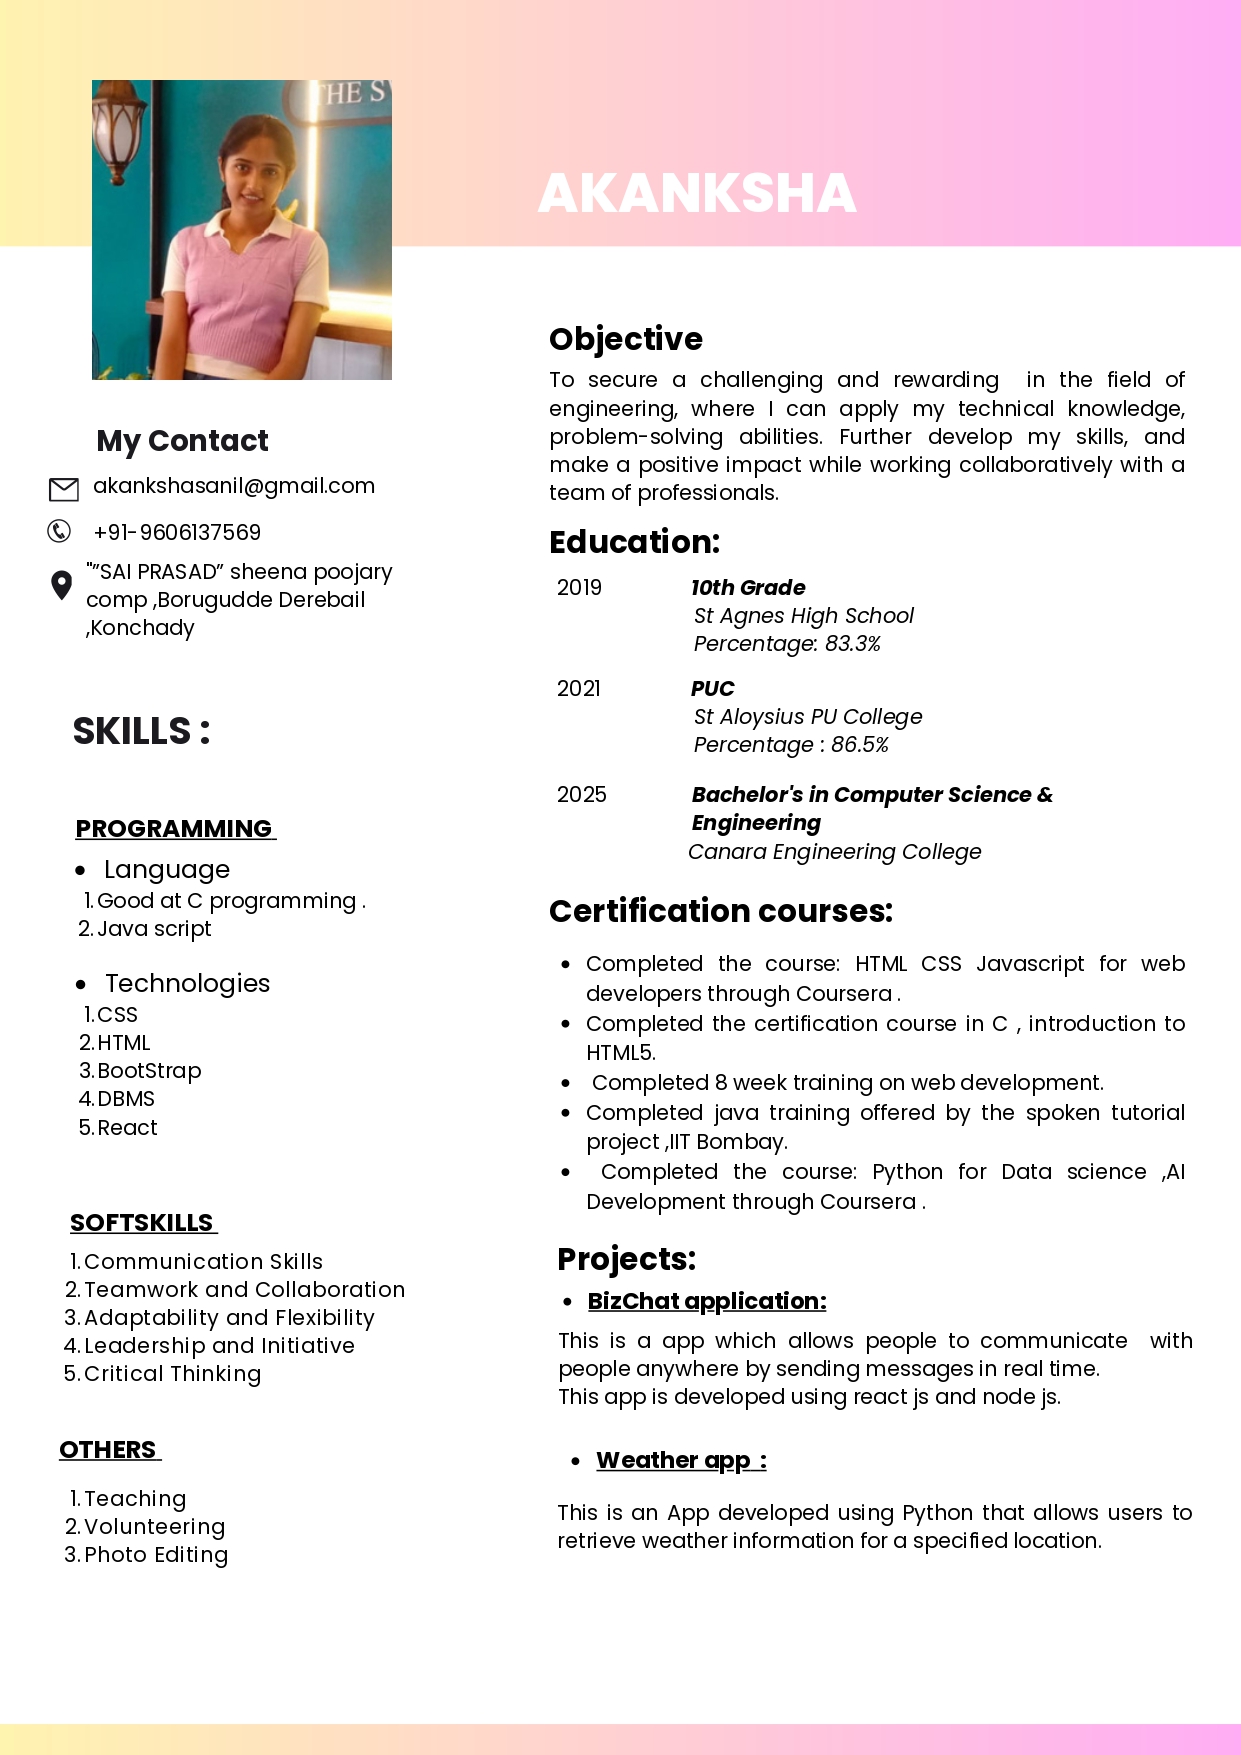 THE S
AKANKSHA
My Contact
akankshasanil@gmail.com
+91-9606137569
"”SAI PRASAD” sheena poojary
comp ,Borugudde Derebail
,Konchady
SKILLS :
PROGRAMMING
• Language
1. Good at C programming .
2. Java script
• Technologies
1. CSS
2. HTML
3. BootStrap
4. DBMS
5. React
SOFTSKILLS
1. Communication Skills
2. Teamwork and Collaboration
3. Adaptability and Flexibility
4. Leadership and Initiative
5. Critical Thinking
OTHERS
1. Teaching
2. Volunteering
3. Photo Editing
Objective
To secure a challenging and rewarding in the field of
engineering, where I can apply my technical knowledge,
problem-solving abilities. Further develop my skills, and
make a positive impact while working collaboratively with a
team of professionals.
Education:
2019 10th Grade
St Agnes High School
Percentage: 83.3%
2021 PUC
St Aloysius PU College
Percentage : 86.5%
2025 Bachelor's in Computer Science &
Engineering
Canara Engineering College
Certification courses:
• Completed the course: HTML CSS Javascript for web
developers through Coursera .
• Completed the certification course in C , introduction to
HTML5.
• Completed 8 week training on web development.
• Completed java training offered by the spoken tutorial
project ,IIT Bombay.
• Completed the course: Python for Data science ,AI
Development through Coursera .
Projects:
• BizChat application:
This is a app which allows people to communicate with
people anywhere by sending messages in real time.
This app is developed using react js and node js.
• Weather app :
This is an App developed using Python that allows users to
retrieve weather information for a specified location.